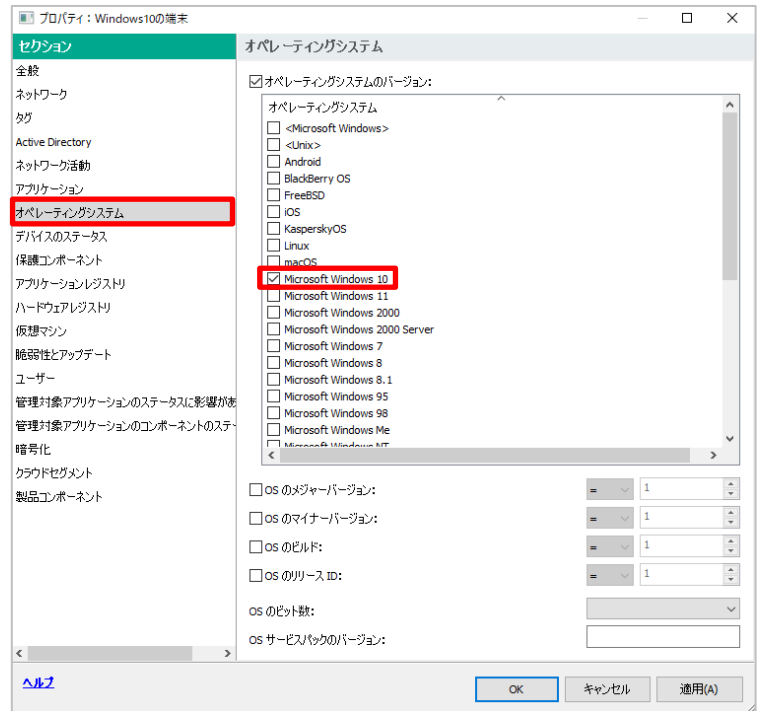 プロパティ：Windows10の端末
セクション
全般
ネットワーク
タグ
Active Directory
ネットワーク活動
アプリケーション
オペレーティングシステム
デバイスのステータス
保護コンポーネント
アプリケーションレジストリ
ハードウェアレジストリ
仮想マシン
脆弱性とアップデート
ユーザー
管理対象アプリケーションのステータスに影響があ
管理対象アプリケーションのコンポーネントのステー
暗号化
クラウドセグメント
製品コンポーネント
オペレーティングシステム
オペレーティングシステムのバージョン:
オペレーティングシステム
<Microsoft Windows>
<Unix>
Android
BlackBerry OS
FreeBSD
iOS
KasperskyOS
Linux
macOS
Microsoft Windows 10
Microsoft Windows 11
Microsoft Windows 2000
Microsoft Windows 2000 Server
Microsoft Windows 7
Microsoft Windows 8
Microsoft Windows 8.1
Microsoft Windows 95
Microsoft Windows 98
Microsoft Windows Me
Microsoft Windows NT
OS のメジャーバージョン: = 1
OS のマイナーバージョン: = 1
OS のビルド: = 1
OS のリリース ID: = 1
OS のビット数:
OS サービスパックのバージョン:
ヘルプ
OK キャンセル 適用(A)